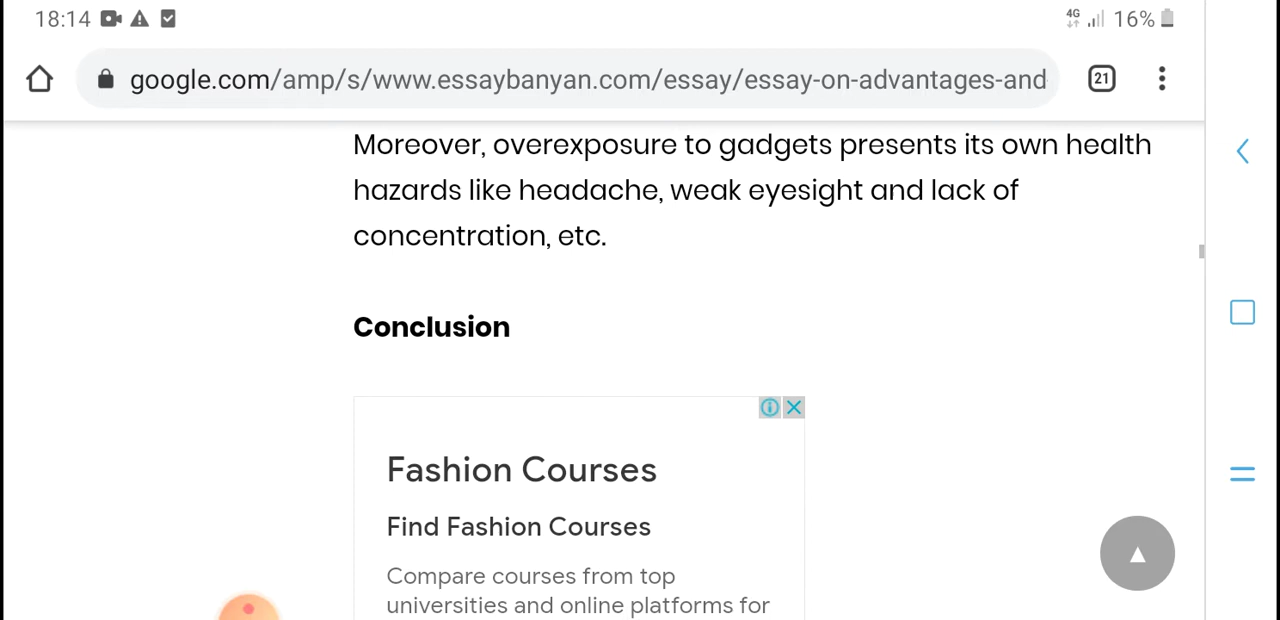 18:14
4G
16%
google.com/amp/s/www.essaybanyan.com/essay/essay-on-advantages-and
21
Moreover, overexposure to gadgets presents its own health
hazards like headache, weak eyesight and lack of
concentration, etc.
Conclusion
Fashion Courses
Find Fashion Courses
Compare courses from top
universities and online platforms for